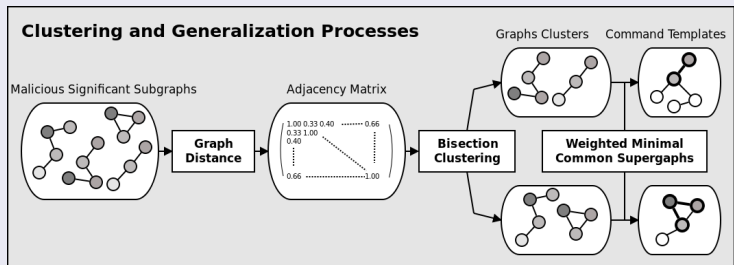 Clustering and Generalization Processes
Graphs Clusters
Command Templates
Malicious Significant Subgraphs
Adjacency Matrix
Graph
Distance
1.00 0.33 0.40
0.66
0.33 1.00
0.40
0.66
1.00
Bisection
Clustering
Weighted Minimal
Common Supergaphs